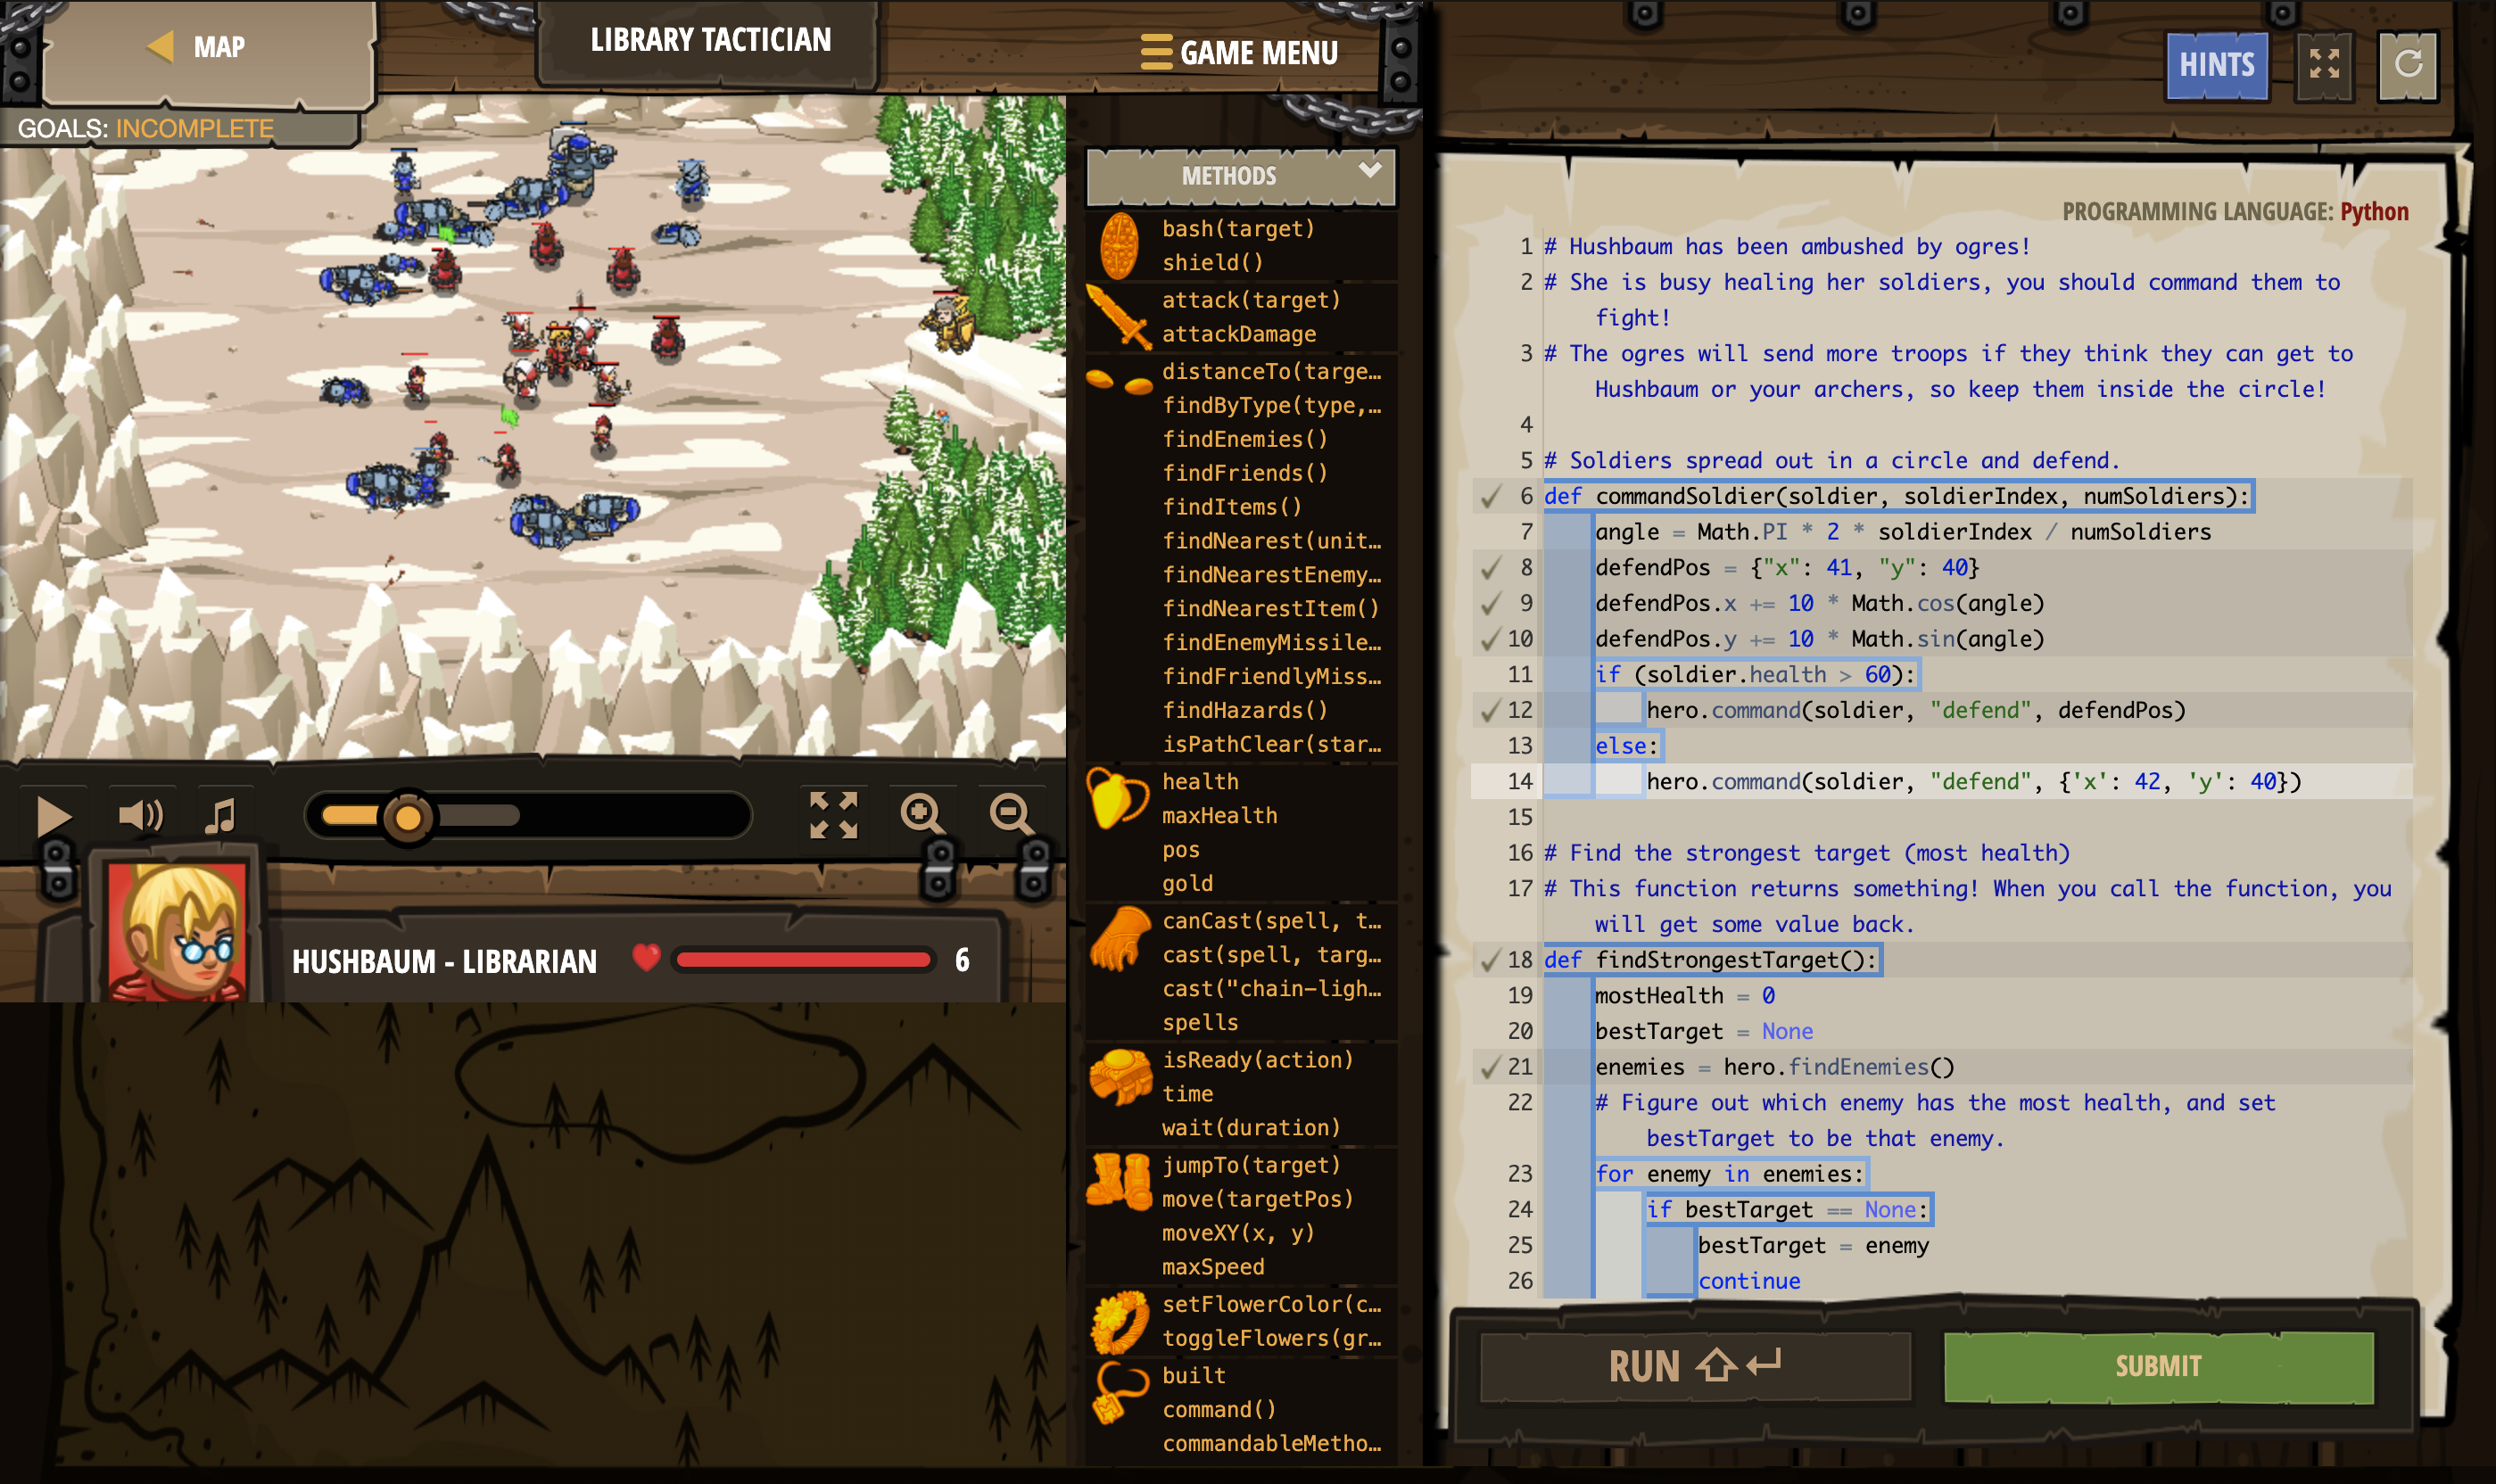 MAP
LIBRARY TACTICIAN
GAME MENU
GOALS: INCOMPLETE
HUSHBAUM - LIBRARIAN
6
METHODS
bash(target)
shield()
attack(target)
attackDamage
distanceTo(targe…
findByType(type,…
findEnemies()
findFriends()
findItems()
findNearest(unit…
findNearestEnemy…
findNearestItem()
findEnemyMissile…
findFriendlyMiss…
findHazards()
isPathClear(star…
health
maxHealth
pos
gold
canCast(spell, t…
cast(spell, targ…
cast("chain-ligh…
spells
isReady(action)
time
wait(duration)
jumpTo(target)
move(targetPos)
moveXY(x, y)
maxSpeed
setFlowerColor(c…
toggleFlowers(gr…
built
command()
commandableMetho…
HINTS
PROGRAMMING LANGUAGE: Python
1 # Hushbaum has been ambushed by ogres!
2 # She is busy healing her soldiers, you should command them to
fight!
3 # The ogres will send more troops if they think they can get to
Hushbaum or your archers, so keep them inside the circle!
4
5 # Soldiers spread out in a circle and defend.
6 def commandSoldier(soldier, soldierIndex, numSoldiers):
7 angle = Math.PI * 2 * soldierIndex / numSoldiers
8 defendPos = {"x": 41, "y": 40}
9 defendPos.x += 10 * Math.cos(angle)
10 defendPos.y += 10 * Math.sin(angle)
11 if (soldier.health > 60):
12 hero.command(soldier, "defend", defendPos)
13 else:
14 hero.command(soldier, "defend", {'x': 42, 'y': 40})
15
16 # Find the strongest target (most health)
17 # This function returns something! When you call the function, you
will get some value back.
18 def findStrongestTarget():
19 mostHealth = 0
20 bestTarget = None
21 enemies = hero.findEnemies()
22 # Figure out which enemy has the most health, and set
bestTarget to be that enemy.
23 for enemy in enemies:
24 if bestTarget == None:
25 bestTarget = enemy
26 continue
RUN
SUBMIT